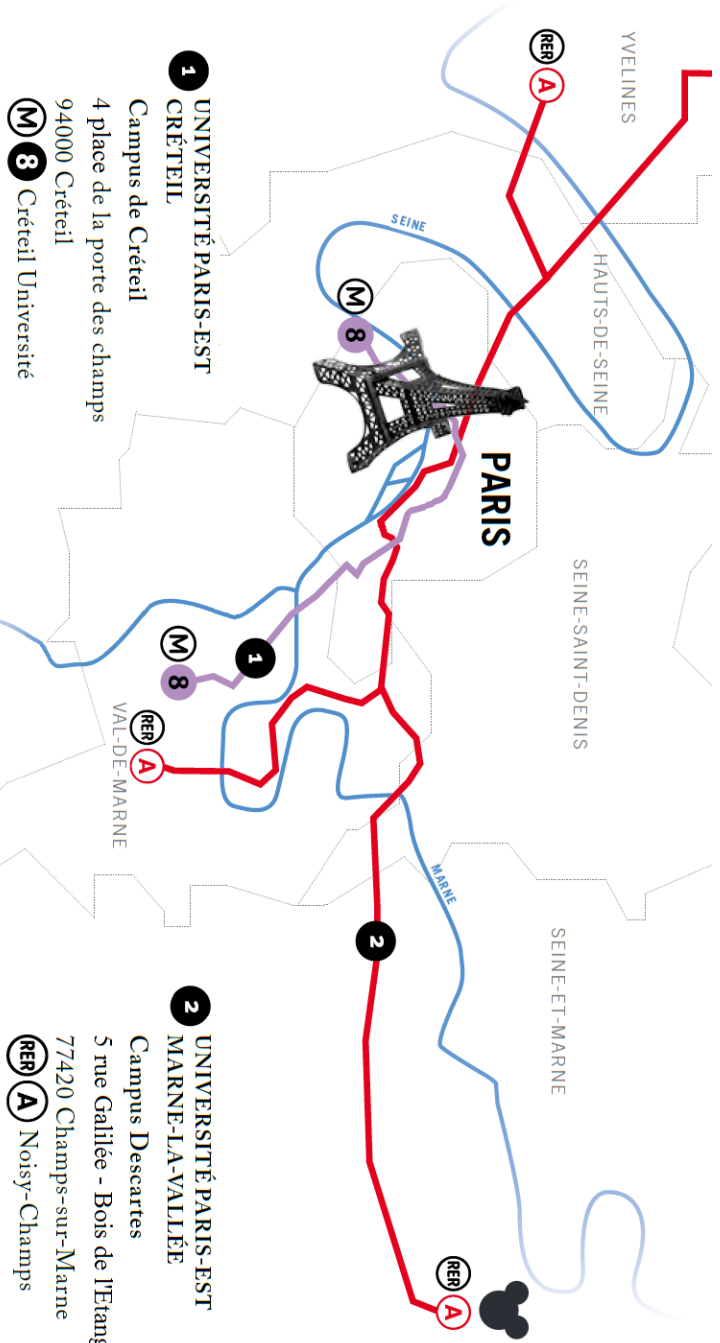 YVELINES
RER A
HAUTS-DE-SEINE
SEINE
M 8
PARIS
SEINE-SAINT-DENIS
1
M 8
RER A
VAL-DE-MARNE
MARNE
2
SEINE-ET-MARNE
RER A
1 UNIVERSITÉ PARIS-EST
CRÉTEIL
Campus de Créteil
4 place de la porte des champs
94000 Créteil
M 8 Créteil Université
2 UNIVERSITÉ PARIS-EST
MARNE-LA-VALLÉE
Campus Descartes
5 rue Galilée - Bois de l'Etang
77420 Champs-sur-Marne
RER A Noisy-Champs